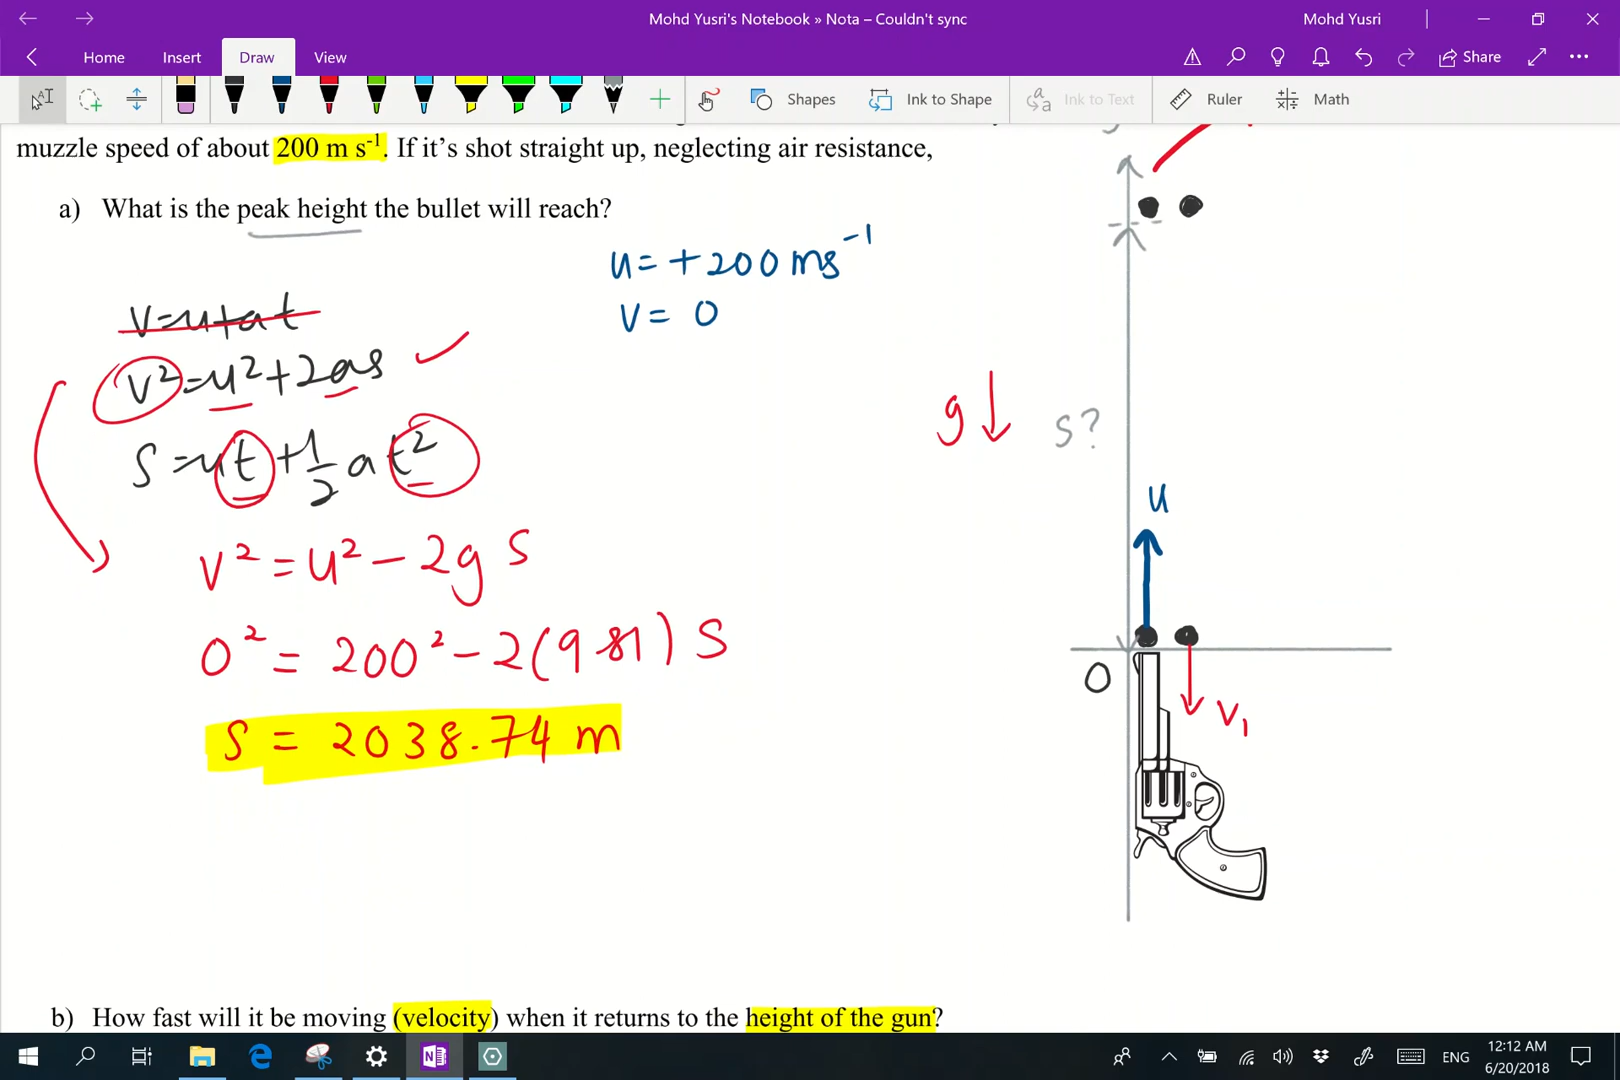 Mohd Yusri's Notebook » Nota – Couldn't sync
Mohd Yusri
Home Insert Draw View
Share
Shapes Ink to Shape Ink to Text Ruler Math
muzzle speed of about 200 m s⁻¹. If it's shot straight up, neglecting air resistance,
a) What is the peak height the bullet will reach?
u = +200 ms⁻¹
v = 0
v=u+at
v²=u²+2as ✓
s=ut+½at²
v² = u² − 2gs
0² = 200² − 2(981)s
s = 2038.74 m
g↓
s?
u
0
v₁
b) How fast will it be moving (velocity) when it returns to the height of the gun?
ENG
12:12 AM
6/20/2018